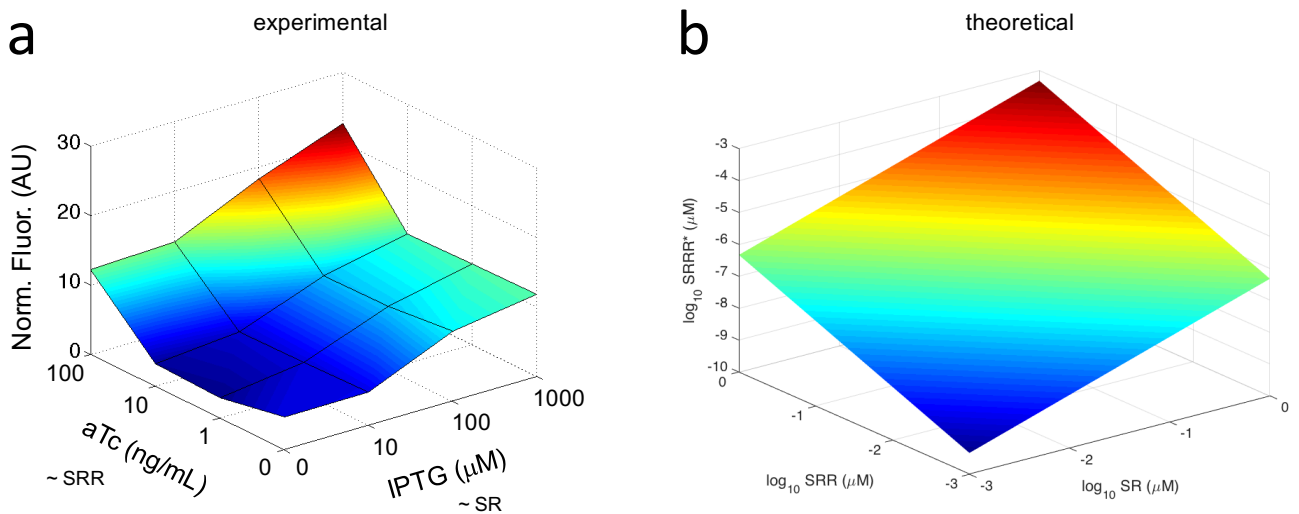 a
experimental
Norm. Fluor. (AU)
30
20
10
0
100
10
1
0
aTc (ng/mL)
~ SRR
0
10
100
1000
IPTG (μM)
~ SR
b
theoretical
log10 SRRR* (μM)
-3
-4
-5
-6
-7
-8
-9
-10
0
-1
-2
-3
log10 SRR (μM)
-3
-2
-1
0
log10 SR (μM)